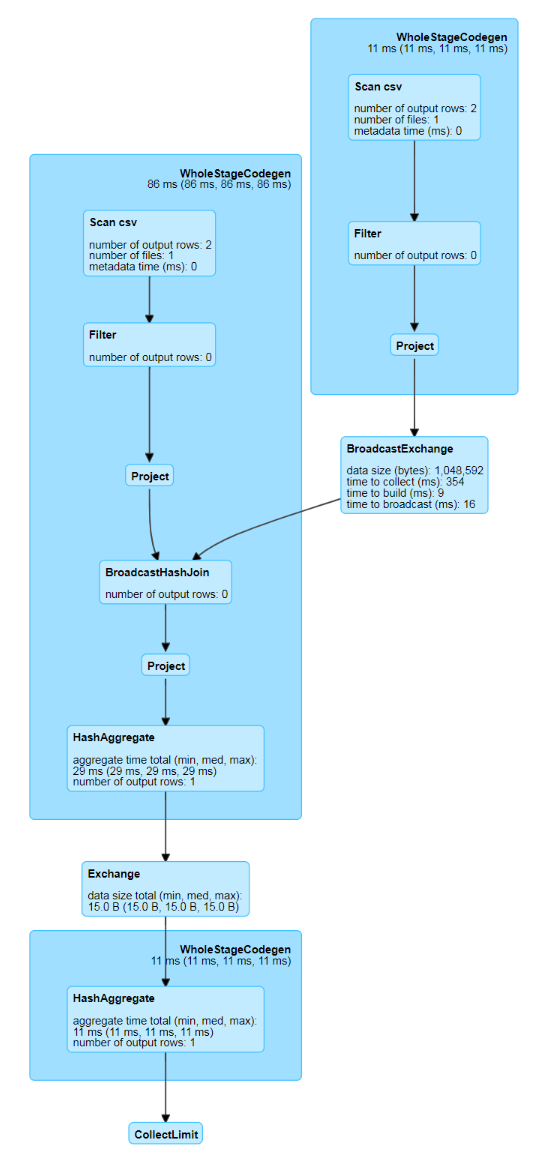 WholeStageCodegen
11 ms (11 ms, 11 ms, 11 ms)
Scan csv
number of output rows: 2
number of files: 1
metadata time (ms): 0
Filter
number of output rows: 0
Project
BroadcastExchange
data size (bytes): 1,048,592
time to collect (ms): 354
time to build (ms): 9
time to broadcast (ms): 16
WholeStageCodegen
86 ms (86 ms, 86 ms, 86 ms)
Scan csv
number of output rows: 2
number of files: 1
metadata time (ms): 0
Filter
number of output rows: 0
Project
BroadcastHashJoin
number of output rows: 0
Project
HashAggregate
aggregate time total (min, med, max):
29 ms (29 ms, 29 ms, 29 ms)
number of output rows: 1
Exchange
data size total (min, med, max):
15.0 B (15.0 B, 15.0 B, 15.0 B)
WholeStageCodegen
11 ms (11 ms, 11 ms, 11 ms)
HashAggregate
aggregate time total (min, med, max):
11 ms (11 ms, 11 ms, 11 ms)
number of output rows: 1
CollectLimit